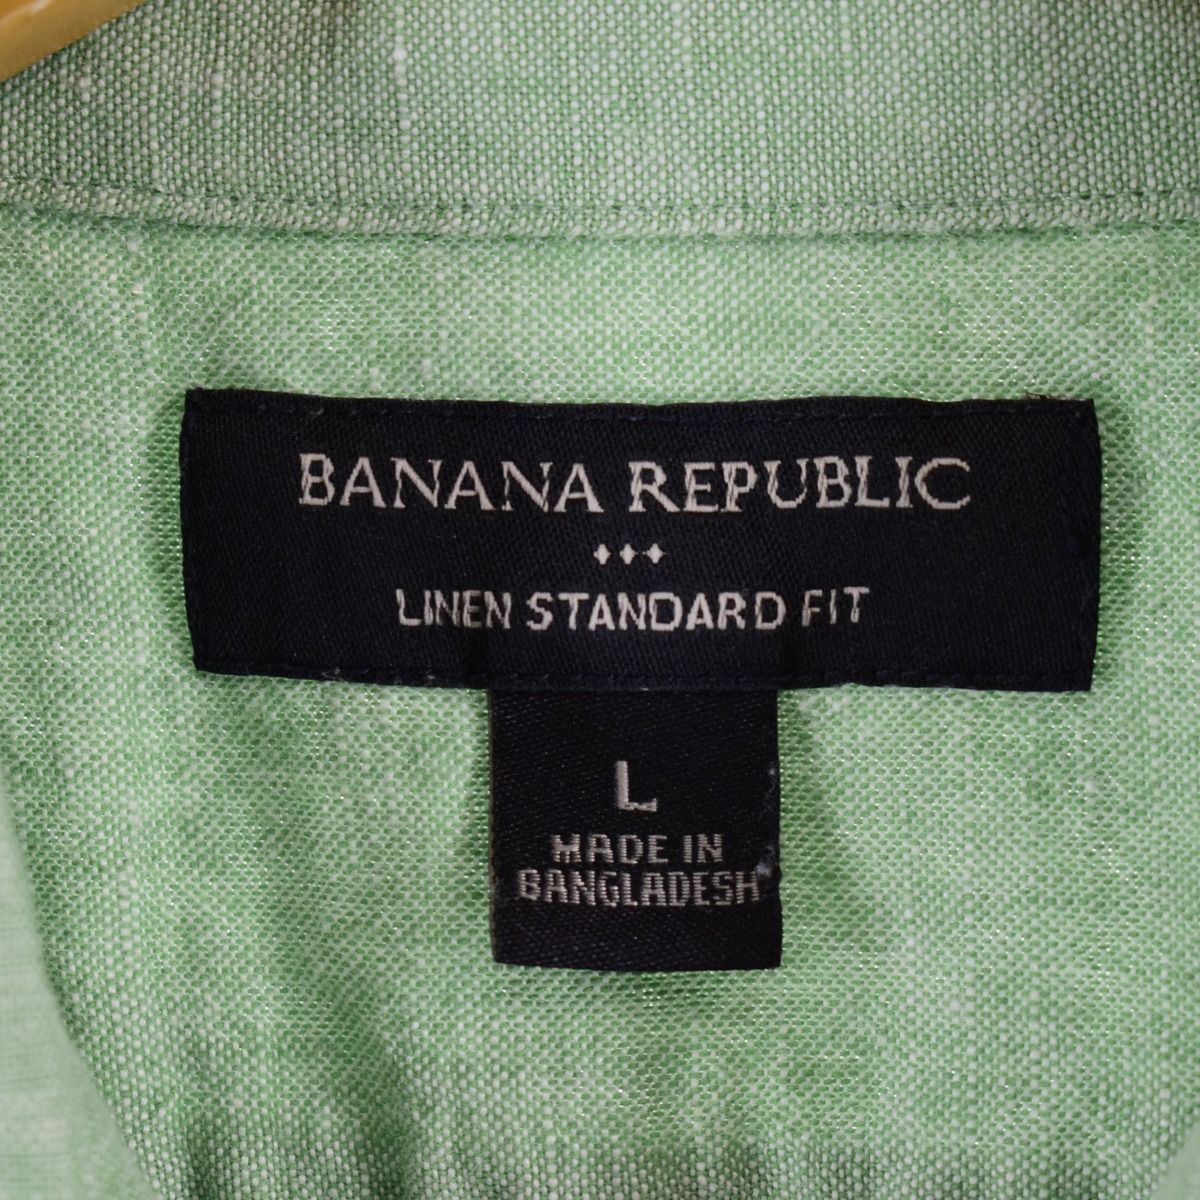 BANANA REPUBLIC
LINEN STANDARD FIT
L
MADE IN
BANGLADESH